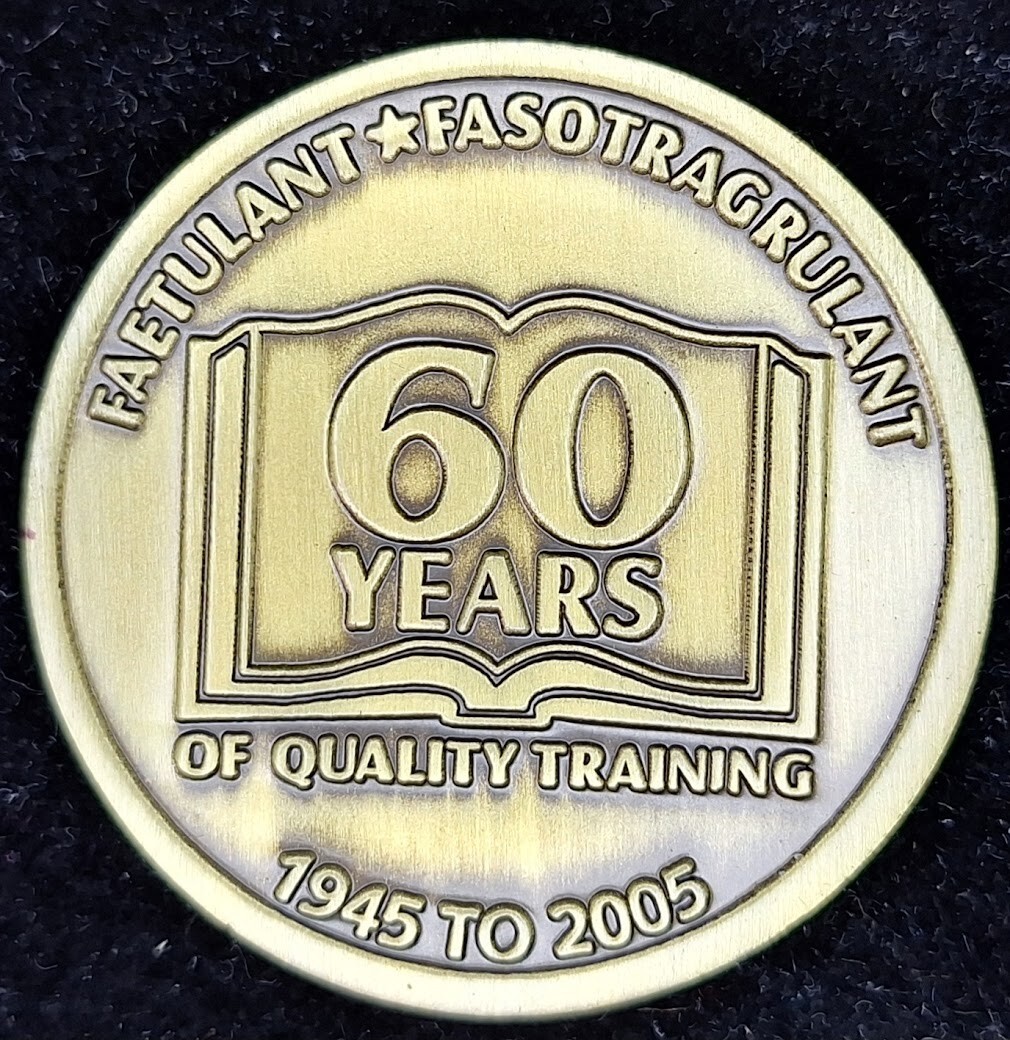 FAETULANT★FASOTRAGRULANT
60
YEARS
OF QUALITY TRAINING
1945 TO 2005